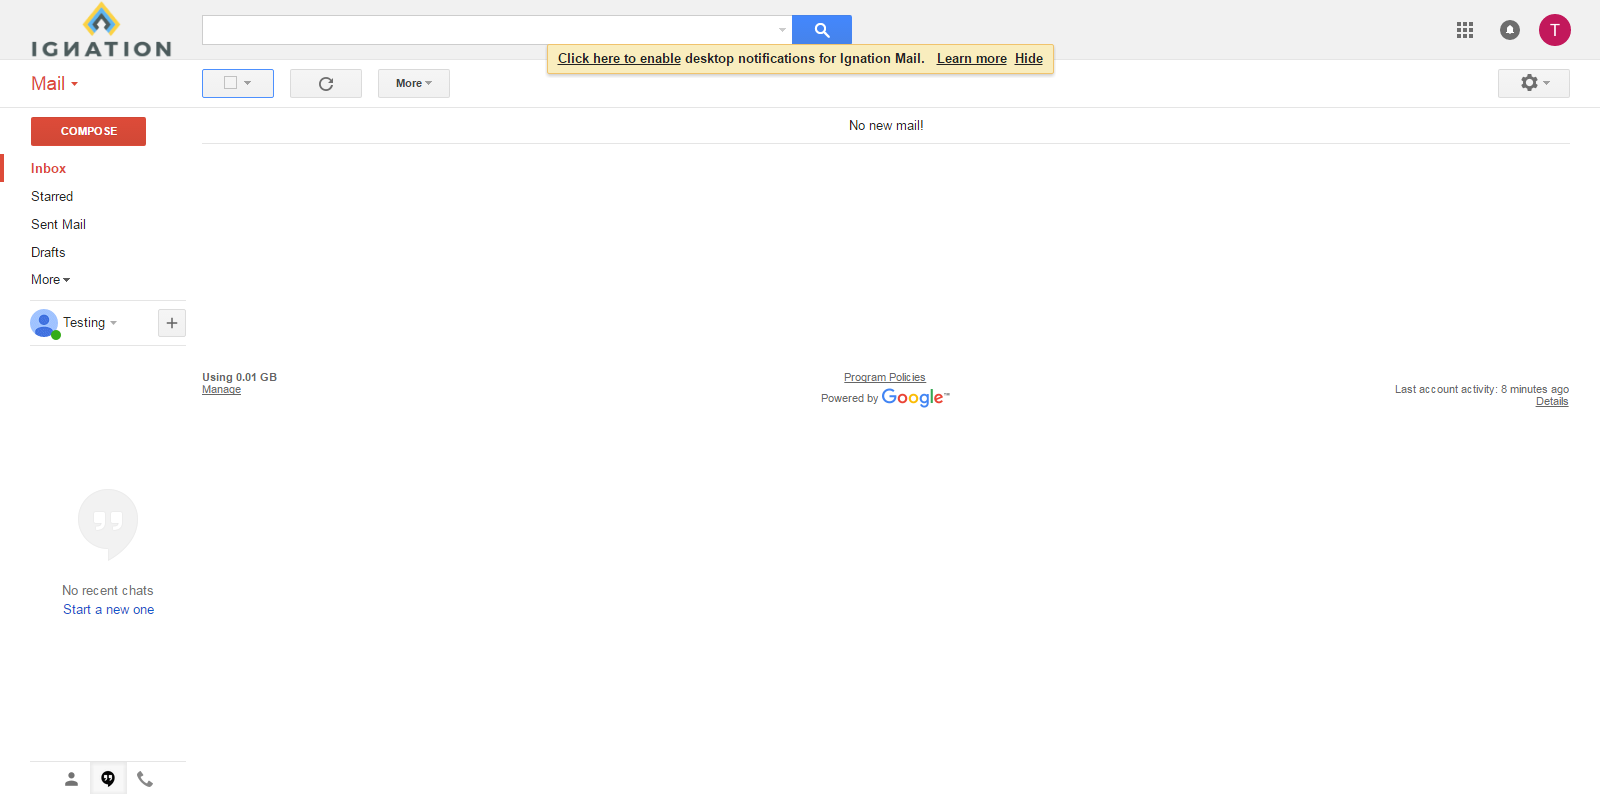 IGNATION
T
Click here to enable desktop notifications for Ignation Mail. Learn more Hide
Mail
More
COMPOSE
No new mail!
Inbox
Starred
Sent Mail
Drafts
More
Testing
Using 0.01 GB
Manage
Program Policies
Powered by Google™
Last account activity: 8 minutes ago
Details
No recent chats
Start a new one